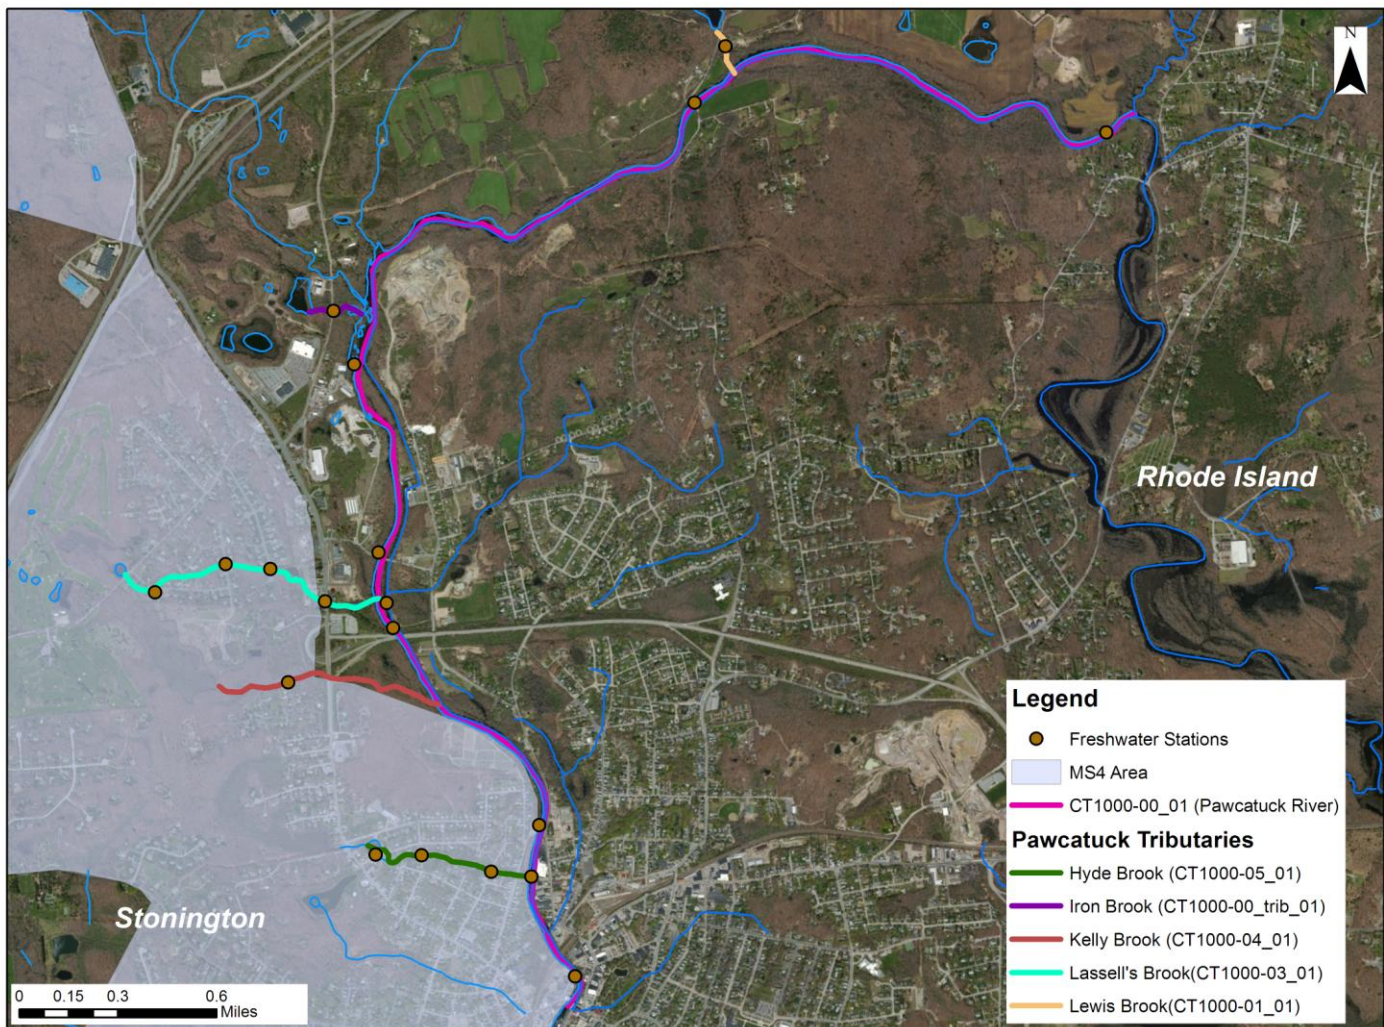 N
Rhode Island
Stonington
Legend
Freshwater Stations
MS4 Area
CT1000-00_01 (Pawcatuck River)
Pawcatuck Tributaries
Hyde Brook (CT1000-05_01)
Iron Brook (CT1000-00_trib_01)
Kelly Brook (CT1000-04_01)
Lassell's Brook(CT1000-03_01)
Lewis Brook(CT1000-01_01)
0 0.15 0.3 0.6
Miles